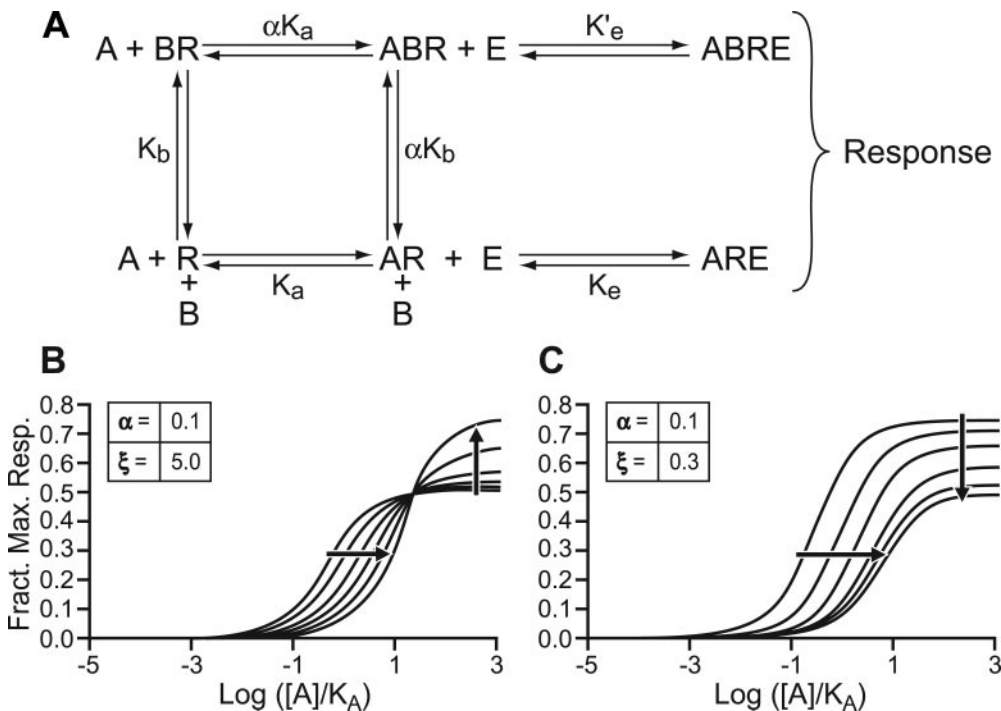 A
A + BR αKa ABR + E K'e ABRE
Kb αKb Response
A + R Ka AR + E Ke ARE
+ +
B B
B
α = 0.1
ξ = 5.0
Fract. Max. Resp.
0.8
0.7
0.6
0.5
0.4
0.3
0.2
0.1
0.0
-5 -3 -1 1 3
Log ([A]/KA)
C
α = 0.1
ξ = 0.3
0.8
0.7
0.6
0.5
0.4
0.3
0.2
0.1
0.0
-5 -3 -1 1 3
Log ([A]/KA)